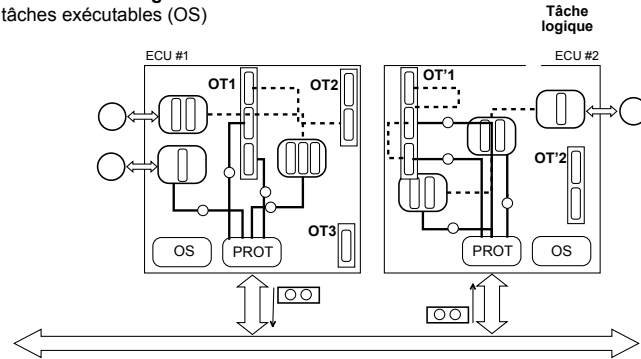 tâches exécutables (OS)
Tâche
logique
ECU #1
ECU #2
OT1
OT2
OT'1
OT'2
OT3
OS
PROT
PROT
OS